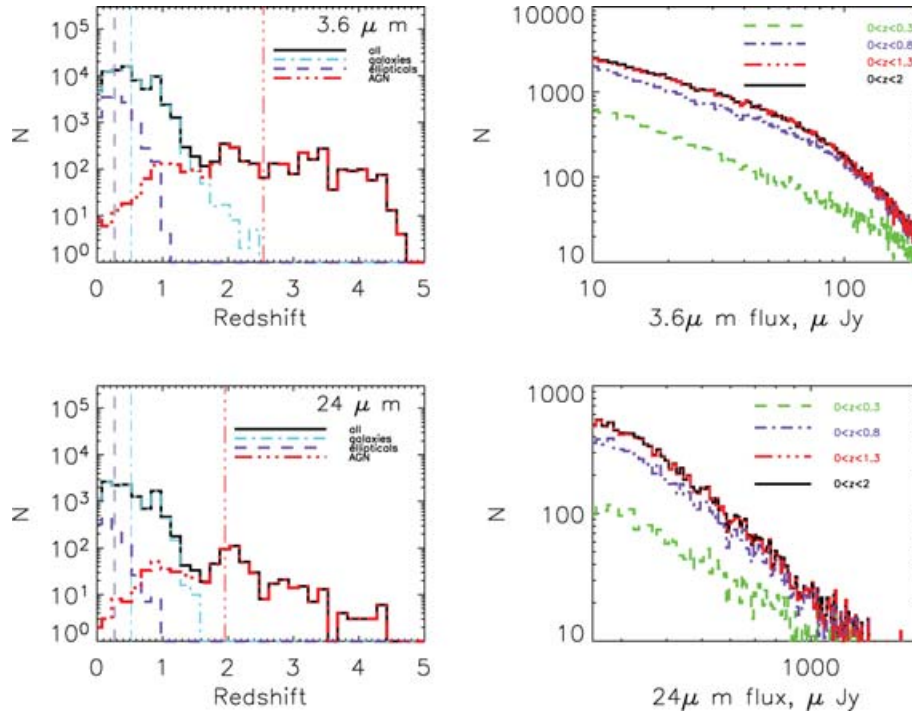 3.6 μ m
all
galaxies
ellipticals
AGN
10⁵
10⁴
10³
10²
10¹
10⁰
N
0 1 2 3 4 5
Redshift
10000
1000
100
10
N
0<z<0.3
0<z<0.8
0<z<1.3
0<z<2
10 100
3.6μ m flux, μ Jy
24 μ m
all
galaxies
ellipticals
AGN
10⁵
10⁴
10³
10²
10¹
10⁰
N
0 1 2 3 4 5
Redshift
1000
100
10
N
0<z<0.3
0<z<0.8
0<z<1.3
0<z<2
1000
24μ m flux, μ Jy